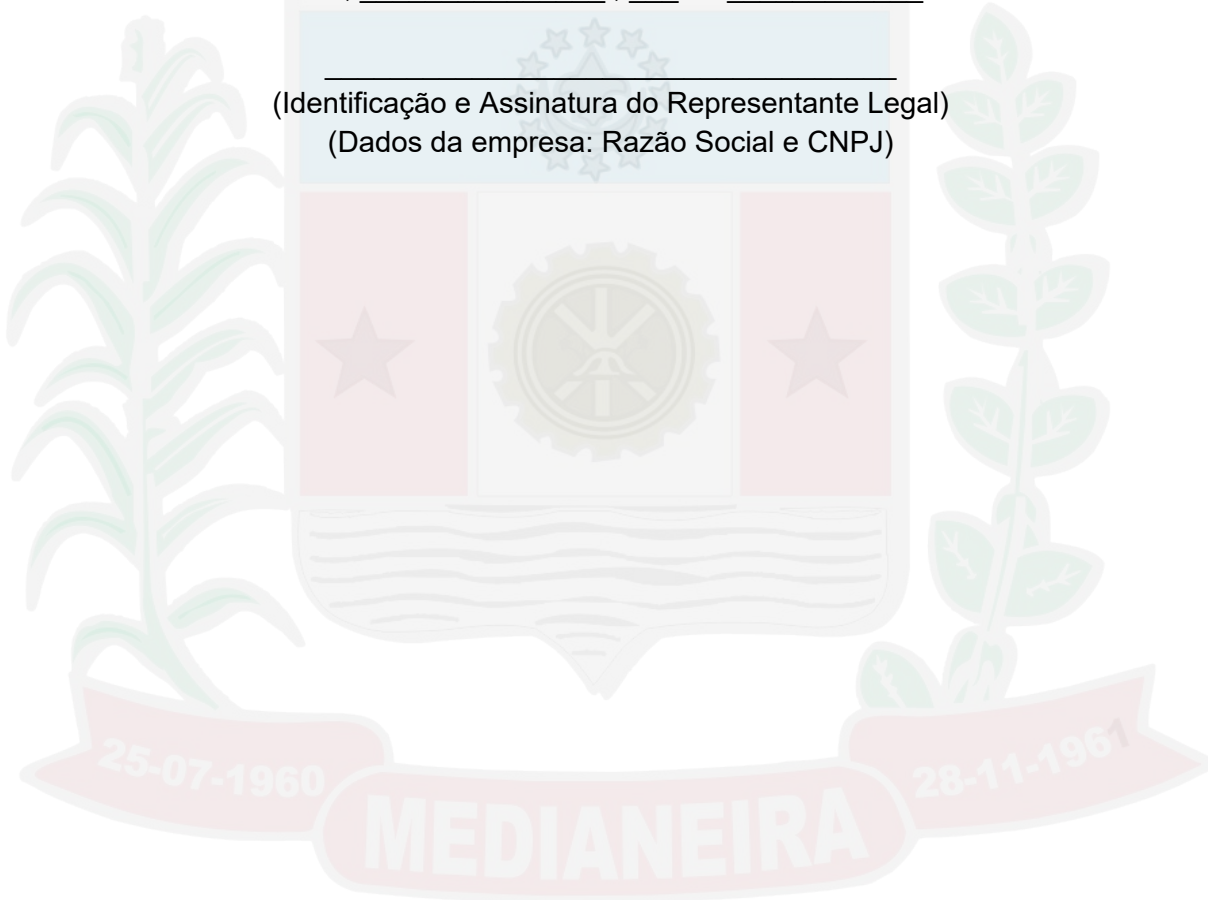 (Identificação e Assinatura do Representante Legal)
(Dados da empresa: Razão Social e CNPJ)
25-07-1960
28-11-1961
MEDIANEIRA